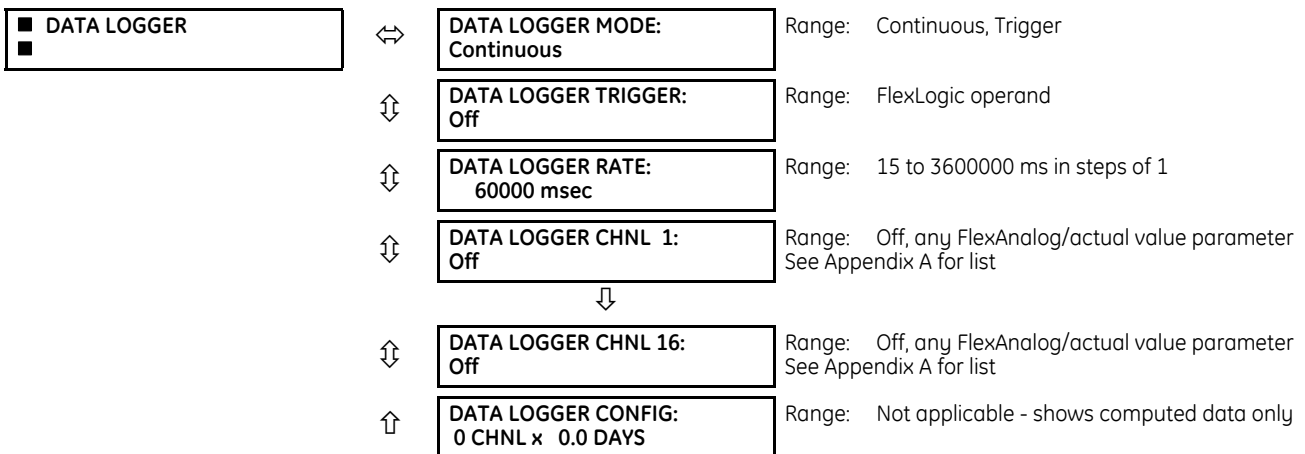 ■ DATA LOGGER
■
DATA LOGGER MODE:
Continuous
Range: Continuous, Trigger
DATA LOGGER TRIGGER:
Off
Range: FlexLogic operand
DATA LOGGER RATE:
60000 msec
Range: 15 to 3600000 ms in steps of 1
DATA LOGGER CHNL 1:
Off
Range: Off, any FlexAnalog/actual value parameter
See Appendix A for list
DATA LOGGER CHNL 16:
Off
Range: Off, any FlexAnalog/actual value parameter
See Appendix A for list
DATA LOGGER CONFIG:
0 CHNL x 0.0 DAYS
Range: Not applicable - shows computed data only